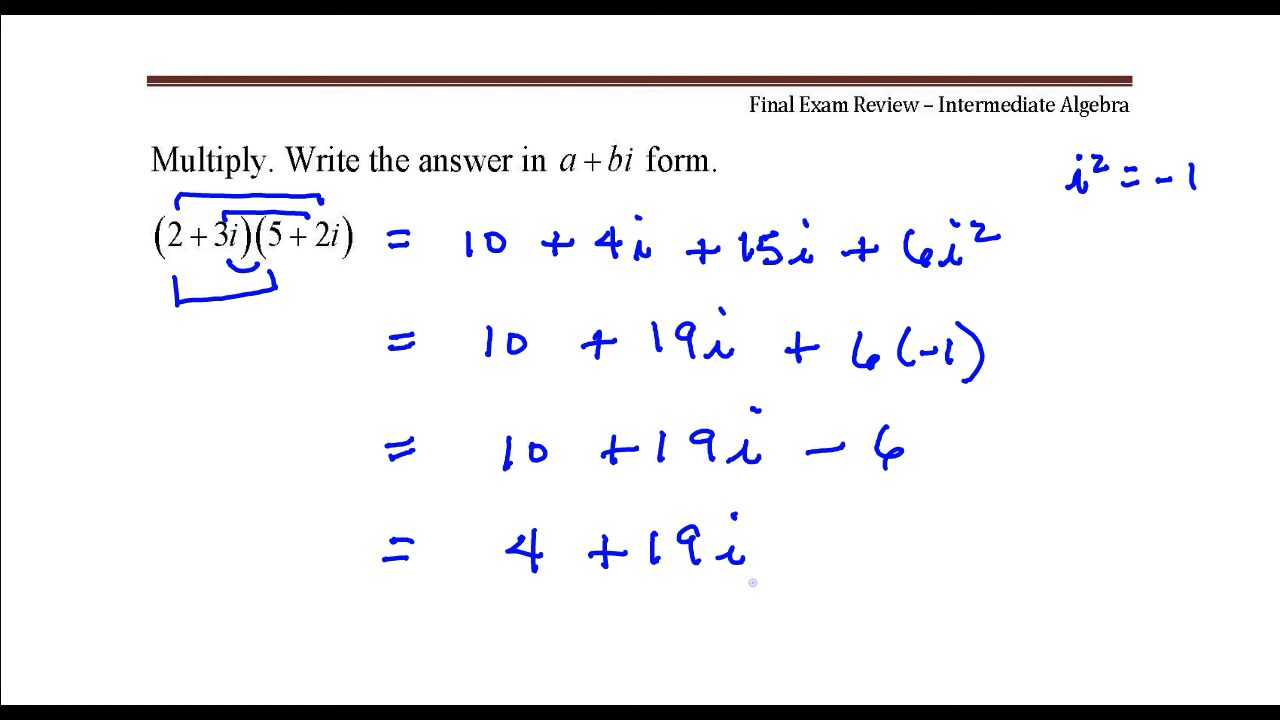 Final Exam Review – Intermediate Algebra
Multiply. Write the answer in a + bi form.
i² = -1
(2 + 3i)(5 + 2i) = 10 + 4i + 15i + 6i²
= 10 + 19i + 6(-1)
= 10 + 19i - 6
= 4 + 19i